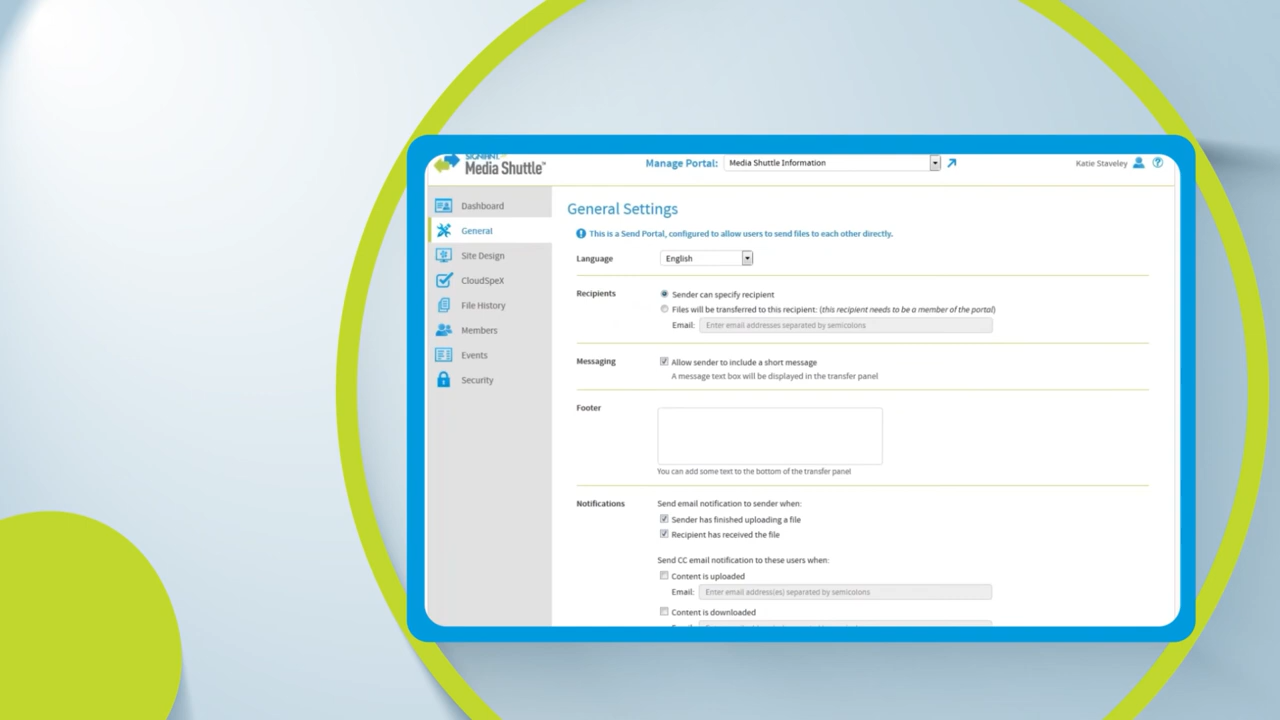 SIGNIANT
Media Shuttle™
Manage Portal: Media Shuttle Information
Katie Staveley
Dashboard
General
Site Design
CloudSpeX
File History
Members
Events
Security
General Settings
This is a Send Portal, configured to allow users to send files to each other directly.
Language English
Recipients Sender can specify recipient
Files will be transferred to this recipient: (this recipient needs to be a member of the portal)
Email: Enter email addresses separated by semicolons
Messaging Allow sender to include a short message
A message text box will be displayed in the transfer panel
Footer
You can add some text to the bottom of the transfer panel
Notifications Send email notification to sender when:
Sender has finished uploading a file
Recipient has received the file
Send CC email notification to these users when:
Content is uploaded
Email: Enter email address(es) separated by semicolons
Content is downloaded